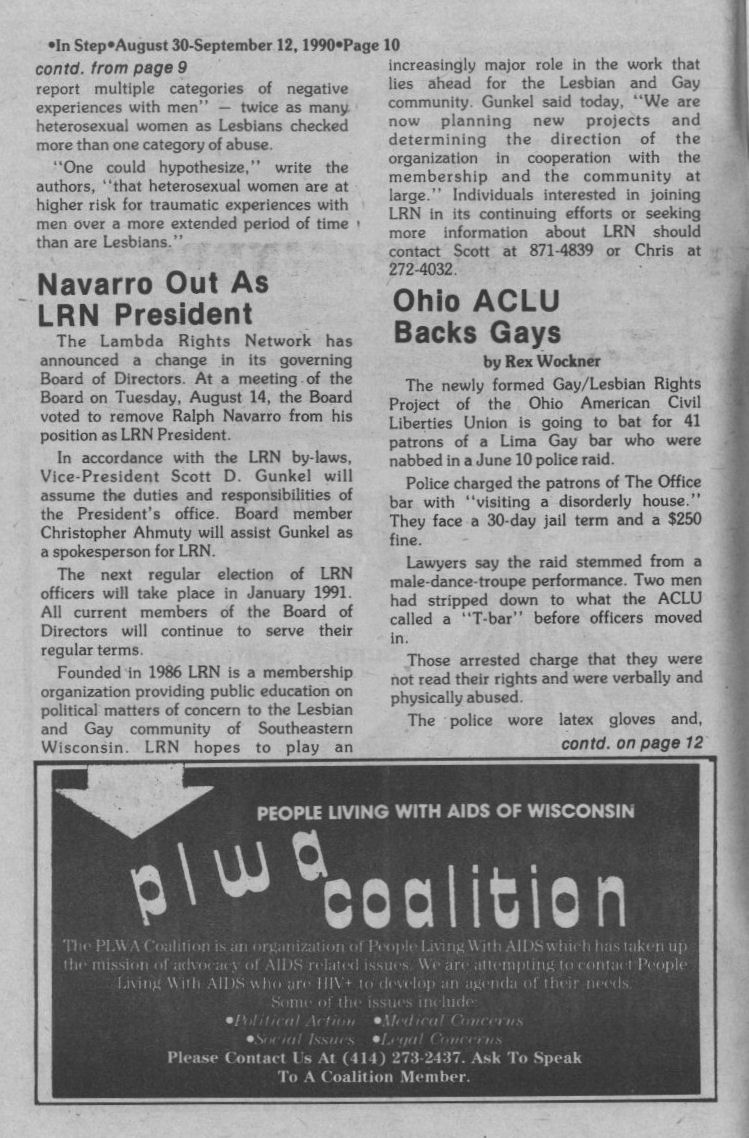 •In Step•August 30-September 12, 1990•Page 10
contd. from page 9
report multiple categories of negative
experiences with men" — twice as many
heterosexual women as Lesbians checked
more than one category of abuse.
"One could hypothesize," write the
authors, "that heterosexual women are at
higher risk for traumatic experiences with
men over a more extended period of time
than are Lesbians."
Navarro Out As
LRN President
The Lambda Rights Network has
announced a change in its governing
Board of Directors. At a meeting of the
Board on Tuesday, August 14, the Board
voted to remove Ralph Navarro from his
position as LRN President.
In accordance with the LRN by-laws,
Vice-President Scott D. Gunkel will
assume the duties and responsibilities of
the President's office. Board member
Christopher Ahmuty will assist Gunkel as
a spokesperson for LRN.
The next regular election of LRN
officers will take place in January 1991.
All current members of the Board of
Directors will continue to serve their
regular terms.
Founded in 1986 LRN is a membership
organization providing public education on
political matters of concern to the Lesbian
and Gay community of Southeastern
Wisconsin. LRN hopes to play an
increasingly major role in the work that
lies ahead for the Lesbian and Gay
community. Gunkel said today, "We are
now planning new projects and
determining the direction of the
organization in cooperation with the
membership and the community at
large." Individuals interested in joining
LRN in its continuing efforts or seeking
more information about LRN should
contact Scott at 871-4839 or Chris at
272-4032.
Ohio ACLU
Backs Gays
by Rex Wockner
The newly formed Gay/Lesbian Rights
Project of the Ohio American Civil
Liberties Union is going to bat for 41
patrons of a Lima Gay bar who were
nabbed in a June 10 police raid.
Police charged the patrons of The Office
bar with "visiting a disorderly house."
They face a 30-day jail term and a $250
fine.
Lawyers say the raid stemmed from a
male-dance-troupe performance. Two men
had stripped down to what the ACLU
called a "T-bar" before officers moved
in.
Those arrested charge that they were
not read their rights and were verbally and
physically abused.
The police wore latex gloves and,
contd. on page 12
PEOPLE LIVING WITH AIDS OF WISCONSIN
plwa
coalition
The PLWA Coalition is an organization of People Living With AIDS which has taken up
the mission of advocacy of AIDS related issues. We are attempting to contact People
Living With AIDS who are HIV+ to develop an agenda of their needs.
Some of the issues include:
•Political Action •Medical Concerns
•Social Issues •Legal Concerns
Please Contact Us At (414) 273-2437. Ask To Speak
To A Coalition Member.